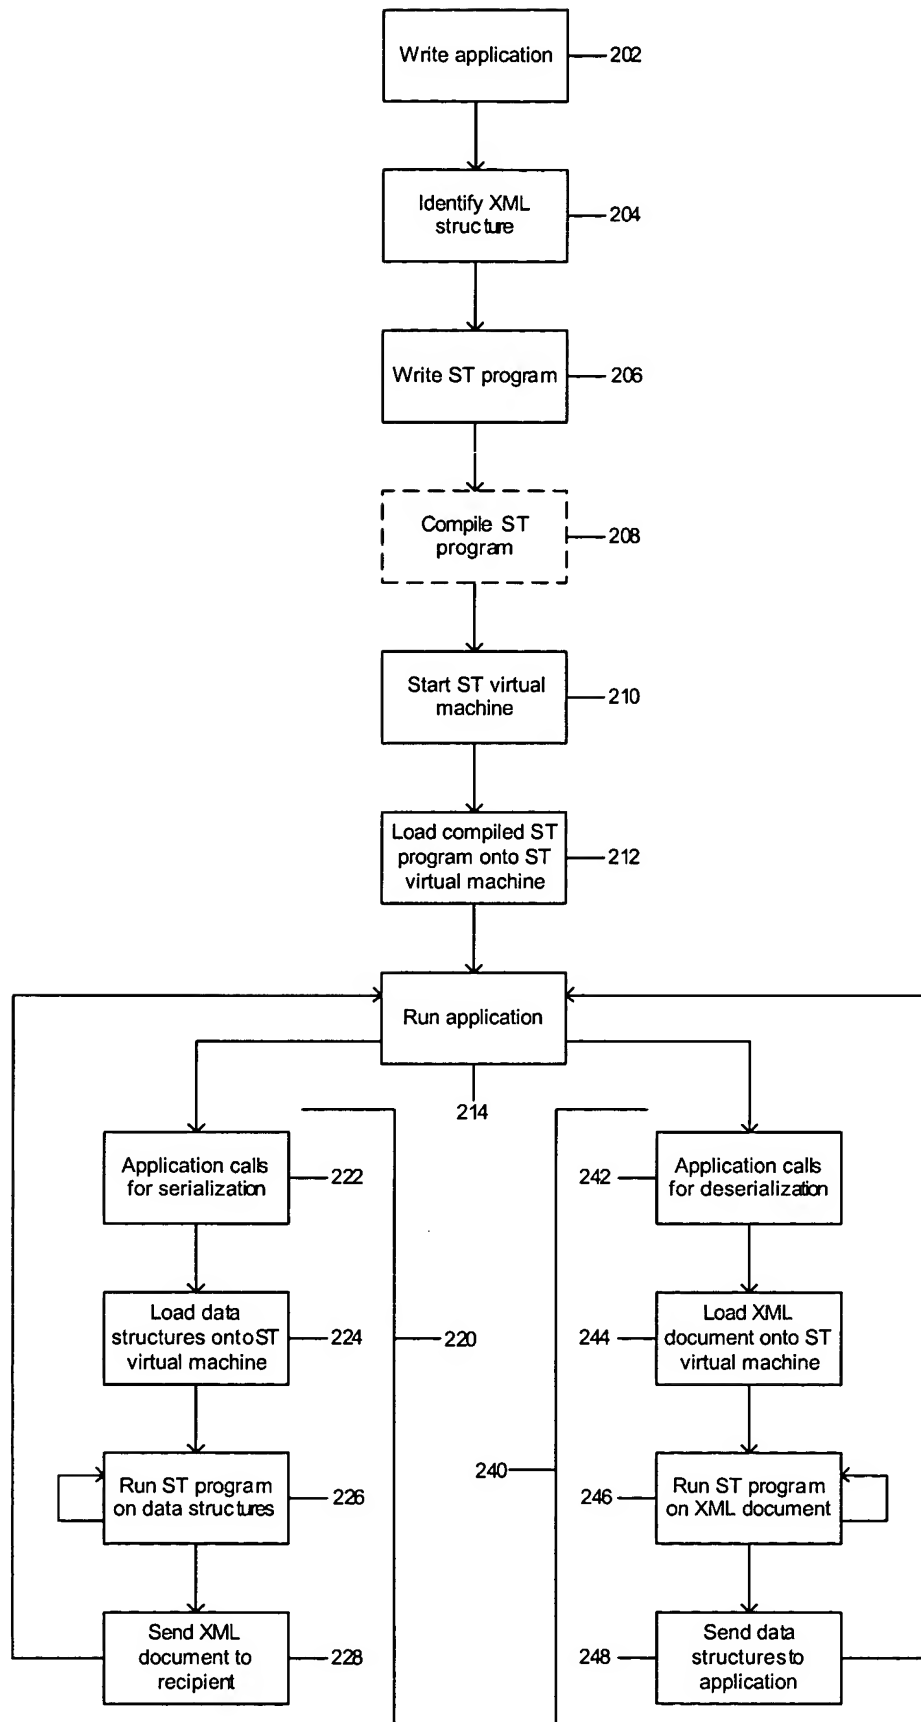 Write application
202
Identify XML
structure
204
Write ST program
206
Compile ST
program
208
Start ST virtual
machine
210
Load compiled ST
program onto ST
virtual machine
212
Run application
214
Application calls
for serialization
222
Load data
structures onto ST
virtual machine
224
220
Run ST program
on data structures
226
Send XML
document to
recipient
228
242
Application calls
for deserialization
244
Load XML
document onto ST
virtual machine
240
246
Run ST program
on XML document
248
Send data
structures to
application